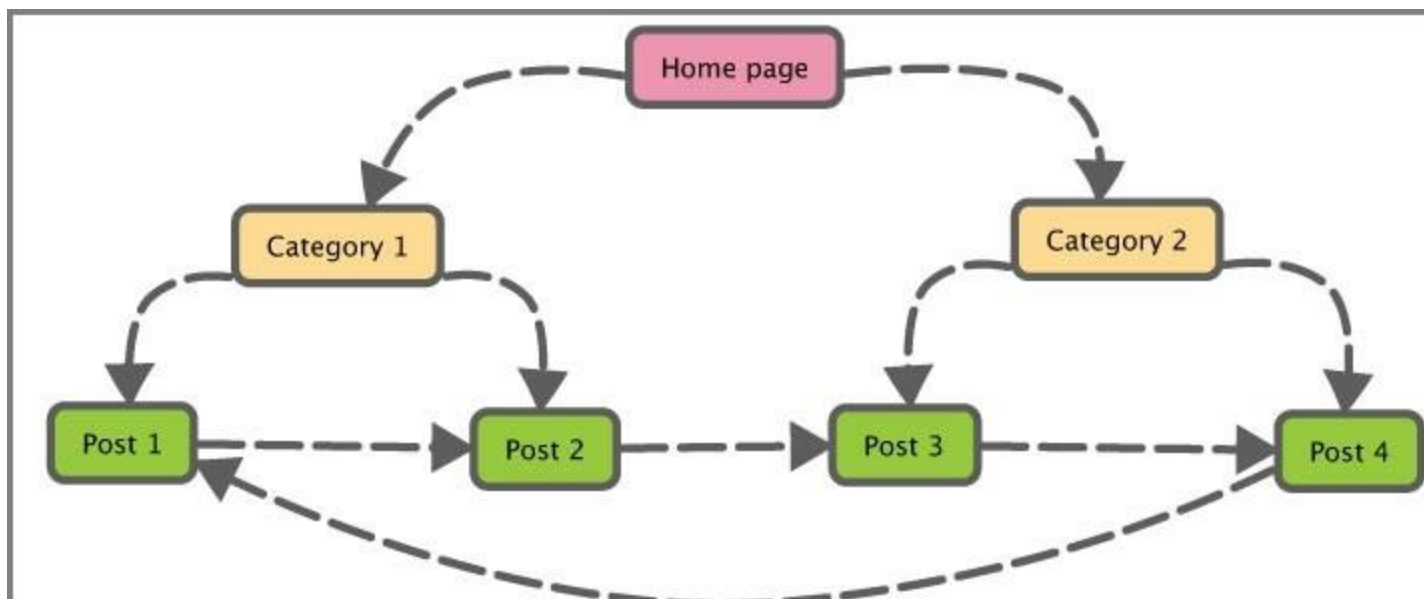 Home page
Category 1
Category 2
Post 1
Post 2
Post 3
Post 4